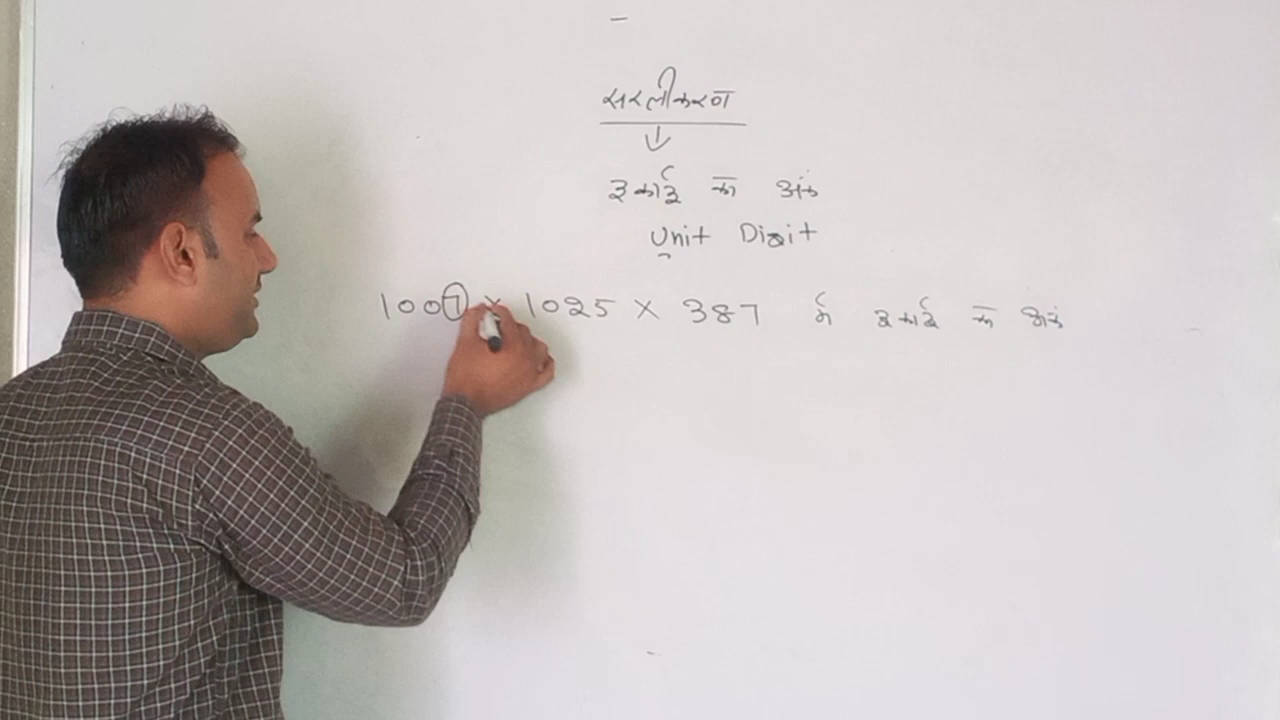 सरलीकरण
इकाई का अंक
Unit Digit
1007 × 1025 × 387 में इकाई का अंक